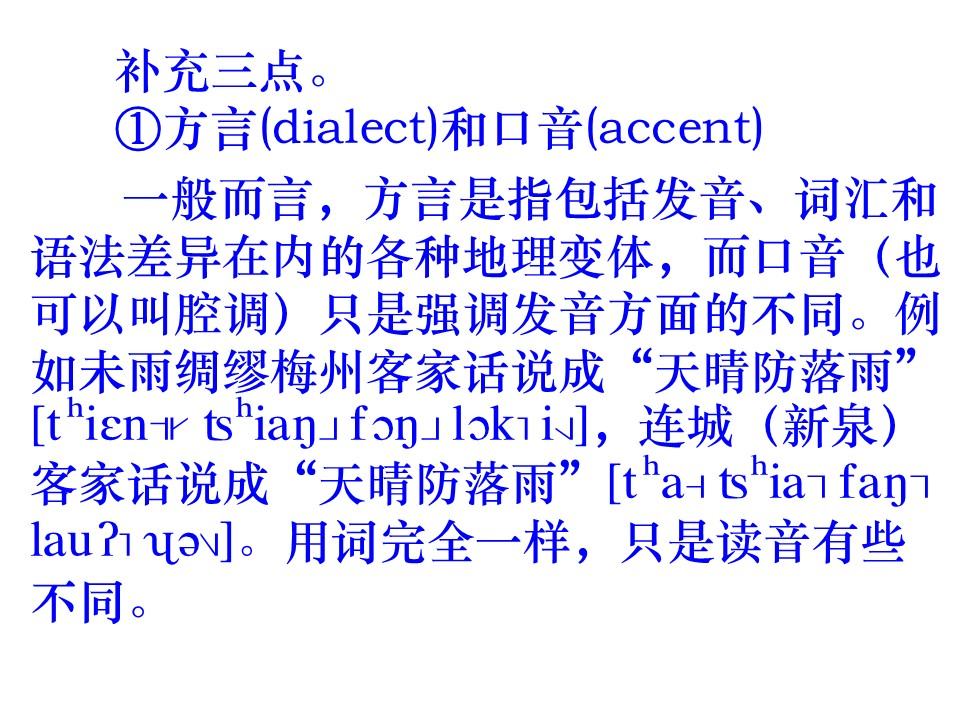 补充三点。
①方言(dialect)和口音(accent)
一般而言，方言是指包括发音、词汇和
语法差异在内的各种地理变体，而口音（也
可以叫腔调）只是强调发音方面的不同。例
如未雨绸缪梅州客家话说成“天晴防落雨”
[tʰiɛn˧˩ ʦʰiaŋ˩ fɔŋ˩ lɔk˥ i˧˩]，连城（新泉）
客家话说成“天晴防落雨”[tʰa˧ ʦʰia˥ faŋ˥
lauʔ˥ ɥə˥˩]。用词完全一样，只是读音有些
不同。